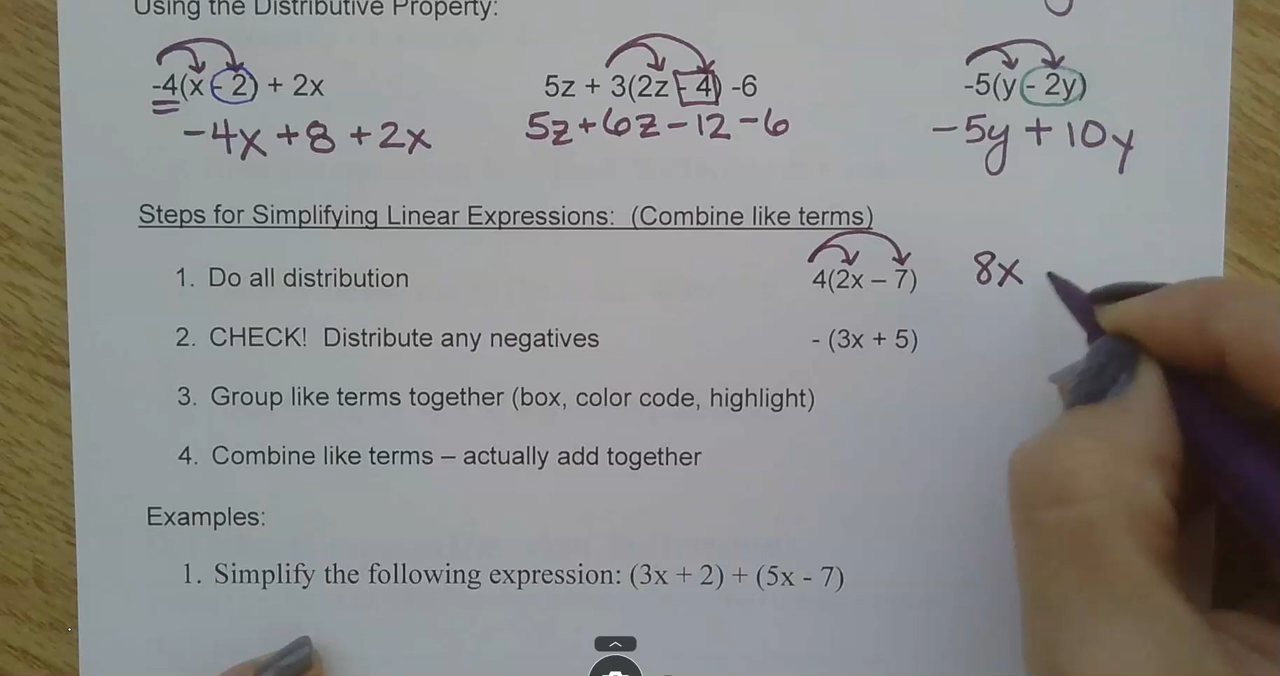 Using the Distributive Property:
-4(x - 2) + 2x 5z + 3(2z - 4) -6 -5(y - 2y)
-4x +8 +2x 5z+6z-12-6 -5y +10y
Steps for Simplifying Linear Expressions: (Combine like terms)
1. Do all distribution 4(2x – 7) 8x
2. CHECK! Distribute any negatives - (3x + 5)
3. Group like terms together (box, color code, highlight)
4. Combine like terms – actually add together
Examples:
1. Simplify the following expression: (3x + 2) + (5x - 7)